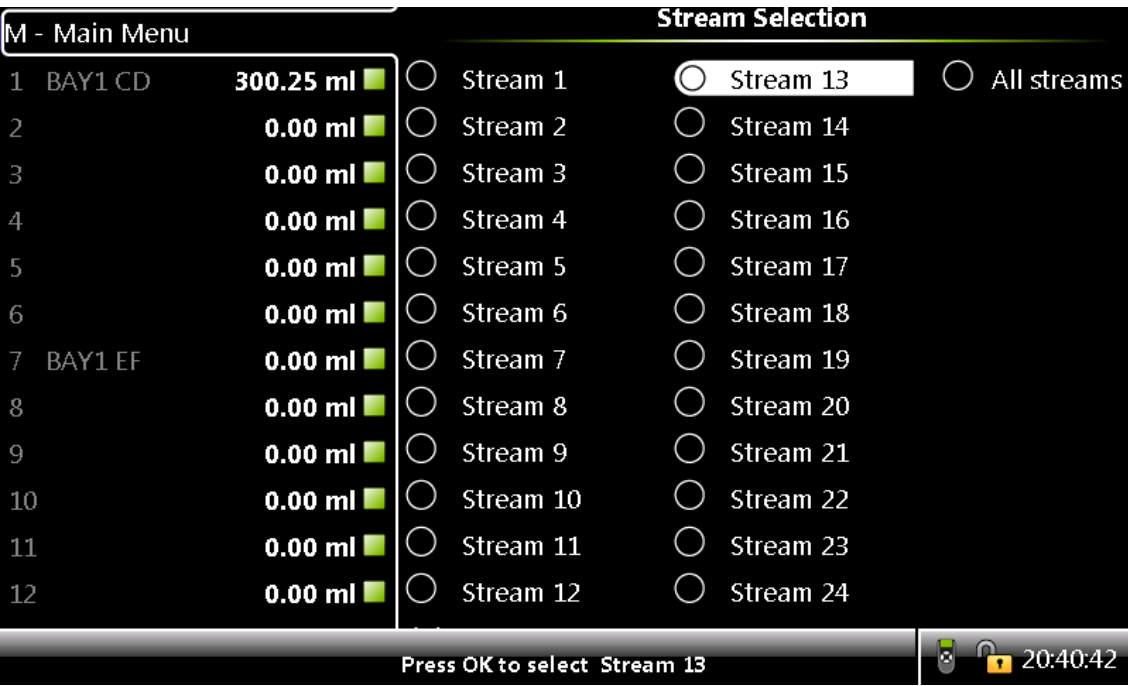 Stream Selection
M - Main Menu
1 BAY1 CD 300.25 ml
2 0.00 ml
3 0.00 ml
4 0.00 ml
5 0.00 ml
6 0.00 ml
7 BAY1 EF 0.00 ml
8 0.00 ml
9 0.00 ml
10 0.00 ml
11 0.00 ml
12 0.00 ml
Stream 1
Stream 2
Stream 3
Stream 4
Stream 5
Stream 6
Stream 7
Stream 8
Stream 9
Stream 10
Stream 11
Stream 12
Stream 13
Stream 14
Stream 15
Stream 16
Stream 17
Stream 18
Stream 19
Stream 20
Stream 21
Stream 22
Stream 23
Stream 24
All streams
Press OK to select Stream 13
20:40:42